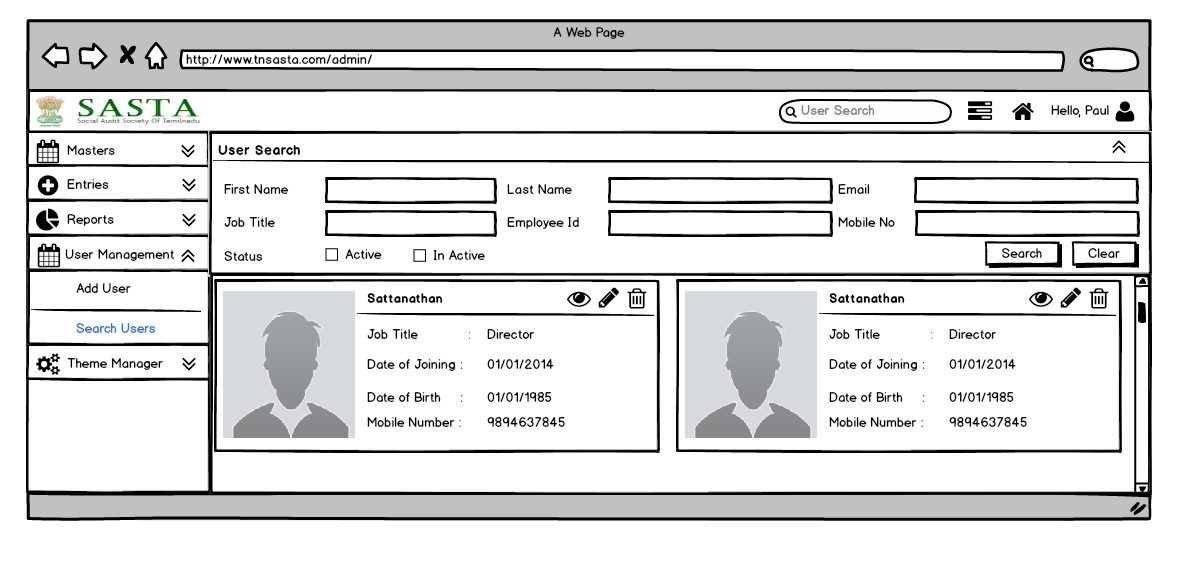 A Web Page
http://www.tnsasta.com/admin/
SASTA
Social Audit Society Of Tamilnadu
User Search
Hello, Paul
Masters
Entries
Reports
User Management
Add User
Search Users
Theme Manager
User Search
First Name
Last Name
Email
Job Title
Employee Id
Mobile No
Status
Active
In Active
Search
Clear
Sattanathan
Job Title : Director
Date of Joining : 01/01/2014
Date of Birth : 01/01/1985
Mobile Number : 9894637845
Sattanathan
Job Title : Director
Date of Joining : 01/01/2014
Date of Birth : 01/01/1985
Mobile Number : 9894637845